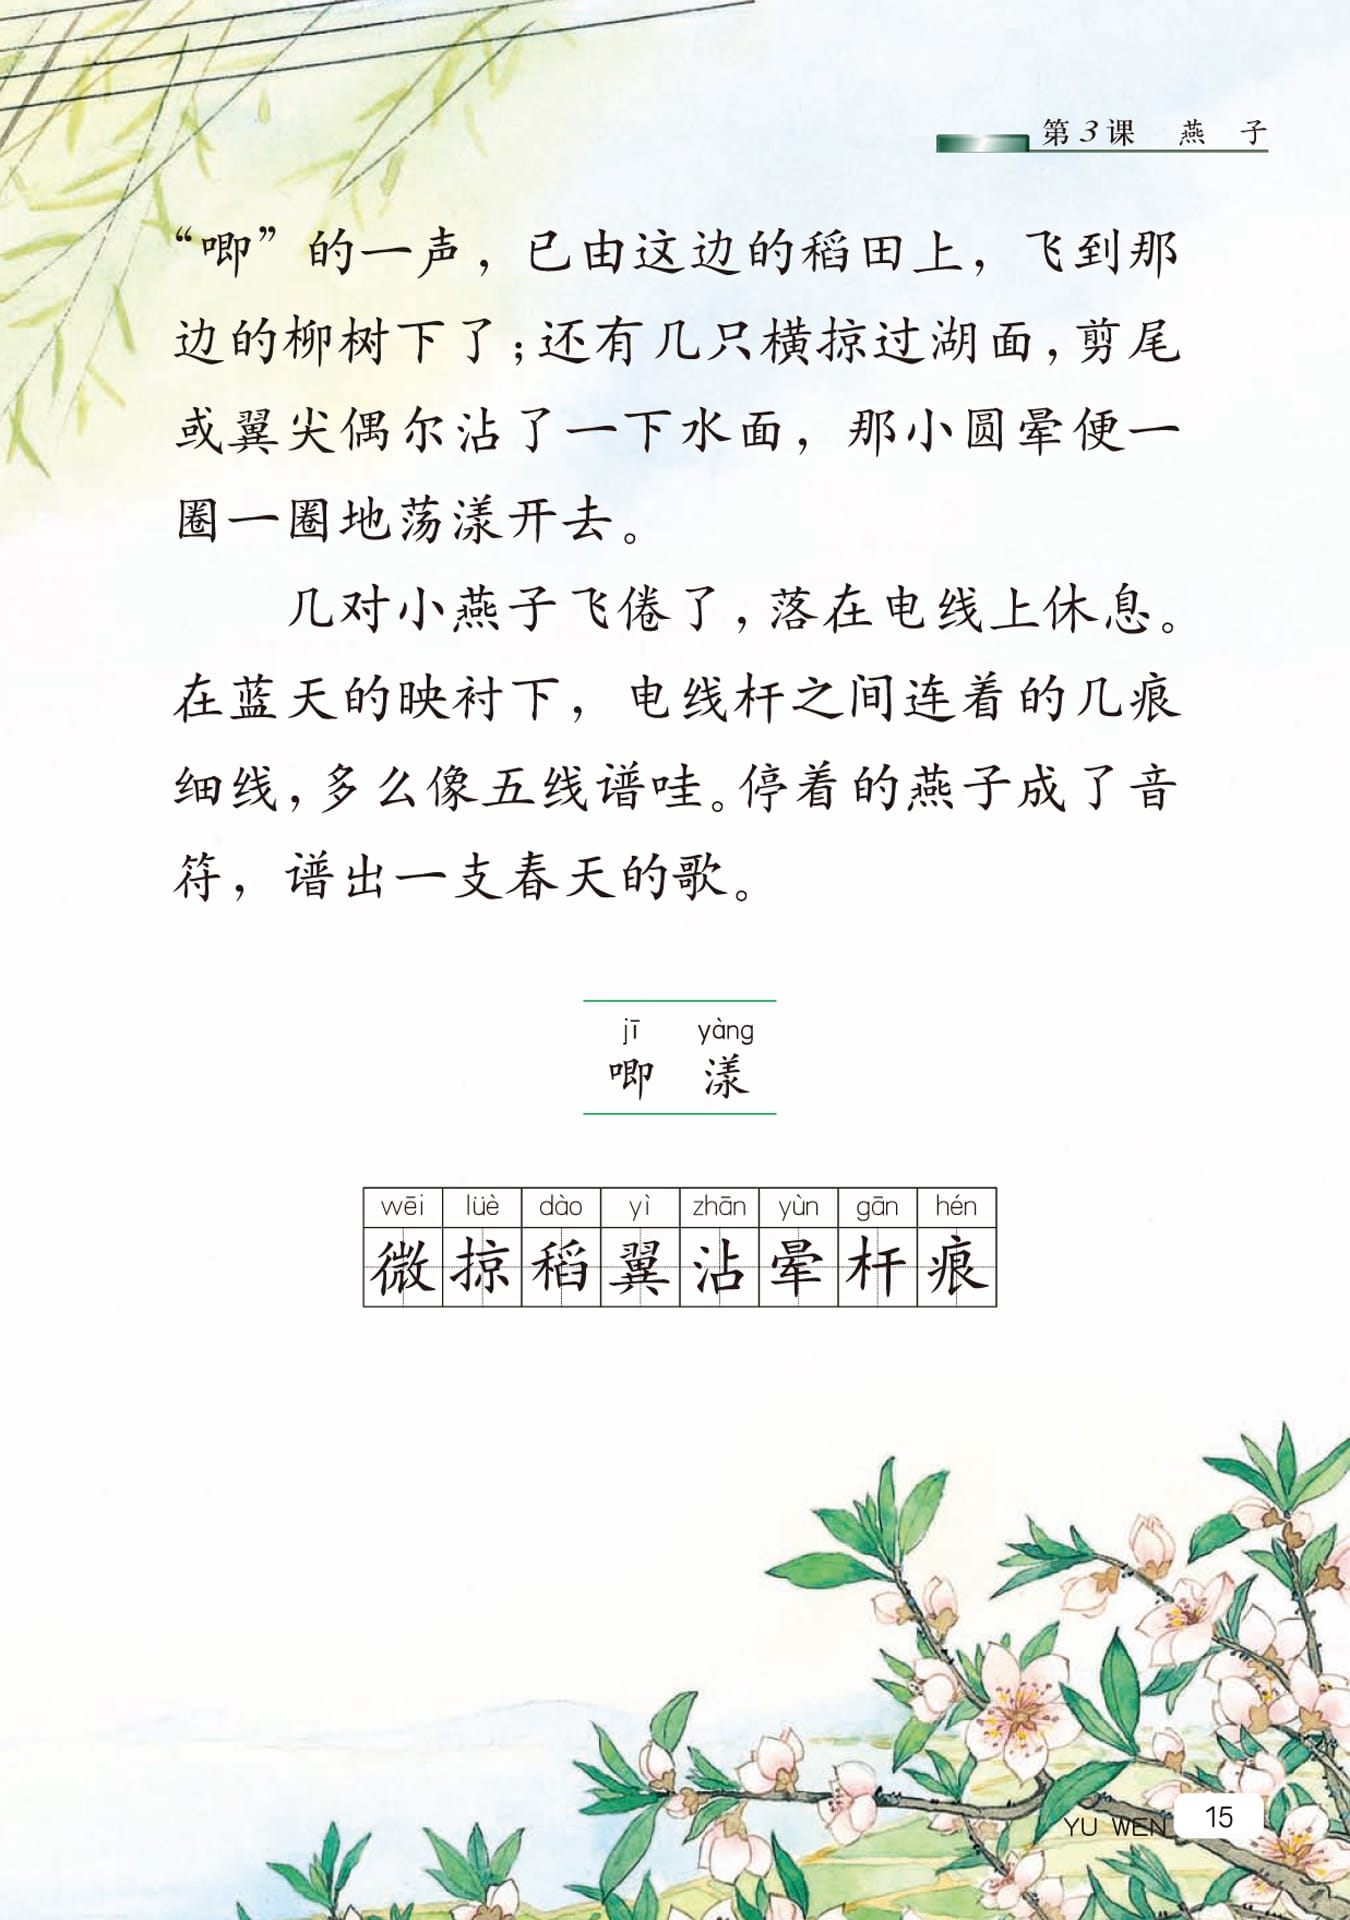 第3课 燕 子
“唧”的一声，已由这边的稻田上，飞到那
边的柳树下了；还有几只横掠过湖面，剪尾
或翼尖偶尔沾了一下水面，那小圆晕便一
圈一圈地荡漾开去。
几对小燕子飞倦了，落在电线上休息。
在蓝天的映衬下，电线杆之间连着的几痕
细线，多么像五线谱哇。停着的燕子成了音
符，谱出一支春天的歌。
jī yàng
唧 漾
wēi lüè dào yì zhān yùn gān hén
微 掠 稻 翼 沾 晕 杆 痕
YU WEN 15